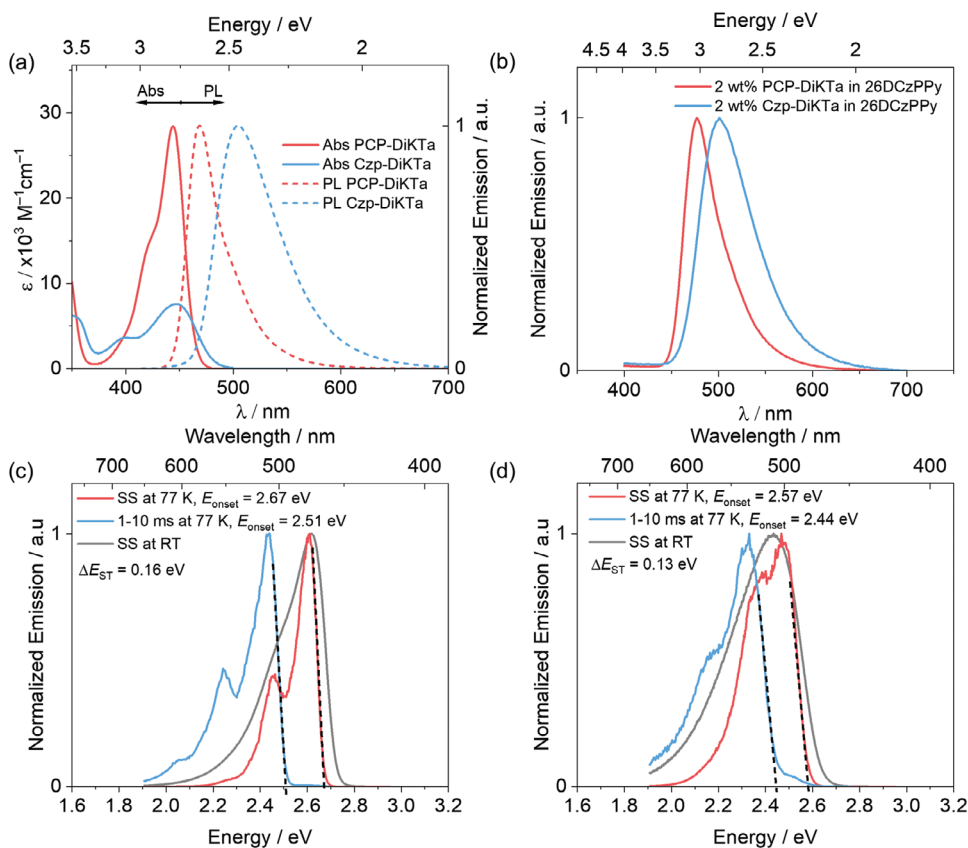 Energy / eV
3.5 3 2.5 2
(a)
Abs PL
Abs PCP-DiKTa
Abs Czp-DiKTa
PL PCP-DiKTa
PL Czp-DiKTa
ε / x10³ M⁻¹cm⁻¹
30
20
10
0
Normalized Emission / a.u.
1
0
400 500 600 700
λ / nm
Energy / eV
4.5 4 3.5 3 2.5 2
(b)
2 wt% PCP-DiKTa in 26DCzPPy
2 wt% Czp-DiKTa in 26DCzPPy
Normalized Emission / a.u.
1
0
400 500 600 700
λ / nm
Wavelength / nm
700 600 500 400
(c)
SS at 77 K, Eonset = 2.67 eV
1-10 ms at 77 K, Eonset = 2.51 eV
SS at RT
ΔEST = 0.16 eV
Normalized Emission / a.u
1
0
1.6 2.0 2.2 2.4 2.6 2.8 3.2
Energy / eV
Wavelength / nm
700 600 500 400
(d)
SS at 77 K, Eonset = 2.57 eV
1-10 ms at 77 K, Eonset = 2.44 eV
SS at RT
ΔEST = 0.13 eV
Normalized Emission / a.u
1
0
1.6 1.8 2.0 2.2 2.4 2.6 2.8 3.0 3.2
Energy / eV